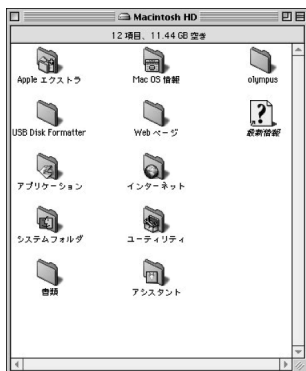 Macintosh HD
12 項目、11.44 GB 空き
Apple エクストラ
Mac OS 情報
olympus
USB Disk Formatter
Web ページ
最新情報
アプリケーション
インターネット
システムフォルダ
ユーティリティ
書類
アシスタント